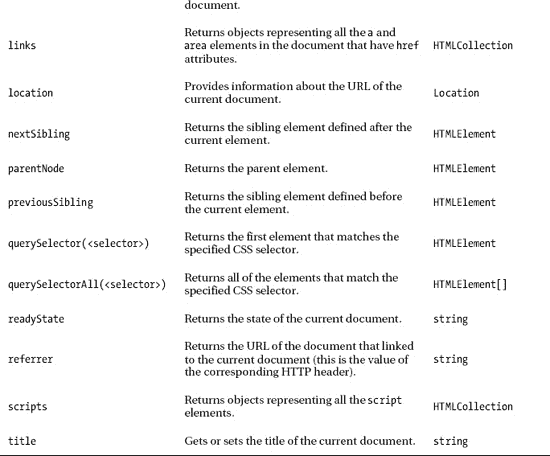 document.
links Returns objects representing all the a and area elements in the document that have href attributes. HTMLCollection
location Provides information about the URL of the current document. Location
nextSibling Returns the sibling element defined after the current element. HTMLElement
parentNode Returns the parent element. HTMLElement
previousSibling Returns the sibling element defined before the current element. HTMLElement
querySelector(<selector>) Returns the first element that matches the specified CSS selector. HTMLElement
querySelectorAll(<selector>) Returns all of the elements that match the specified CSS selector. HTMLElement[]
readyState Returns the state of the current document. string
referrer Returns the URL of the document that linked to the current document (this is the value of the corresponding HTTP header). string
scripts Returns objects representing all the script elements. HTMLCollection
title Gets or sets the title of the current document. string